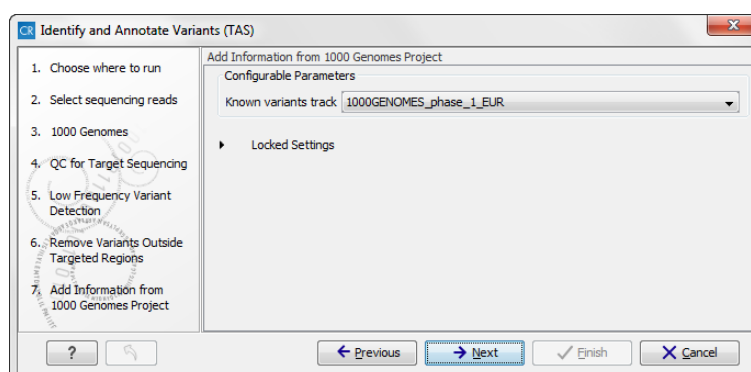 CR Identify and Annotate Variants (TAS)
1. Choose where to run
2. Select sequencing reads
3. 1000 Genomes
4. QC for Target Sequencing
5. Low Frequency Variant
Detection
6. Remove Variants Outside
Targeted Regions
7. Add Information from
1000 Genomes Project
Add Information from 1000 Genomes Project
Configurable Parameters
Known variants track 1000GENOMES_phase_1_EUR
Locked Settings
? Previous Next Finish Cancel